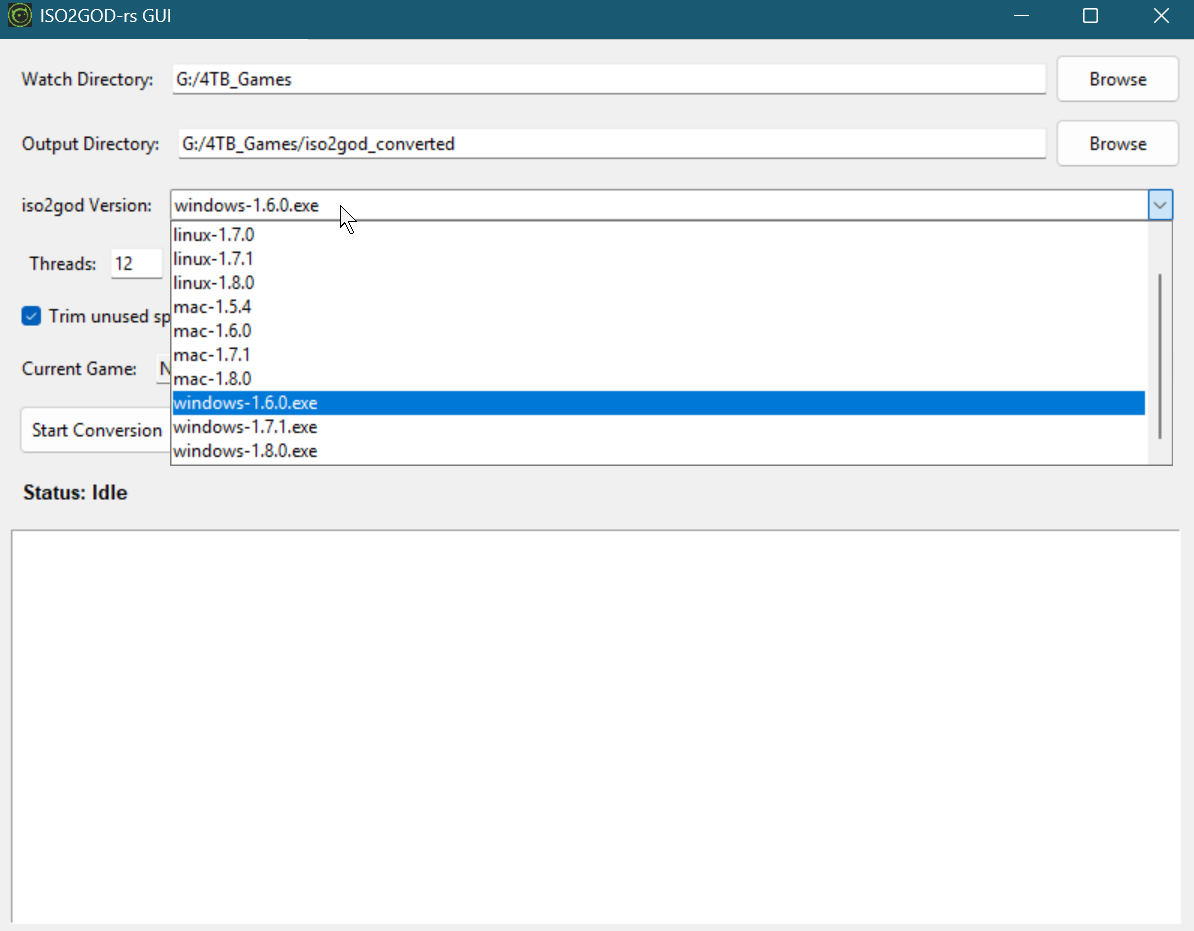 ISO2GOD-rs GUI
Watch Directory: G:/4TB_Games Browse
Output Directory: G:/4TB_Games/iso2god_converted Browse
iso2god Version: windows-1.6.0.exe
linux-1.7.0
Threads: 12
linux-1.7.1
linux-1.8.0
mac-1.5.4
Trim unused sp
mac-1.6.0
mac-1.7.1
Current Game: N
mac-1.8.0
windows-1.6.0.exe
windows-1.7.1.exe
Start Conversion
windows-1.8.0.exe
Status: Idle